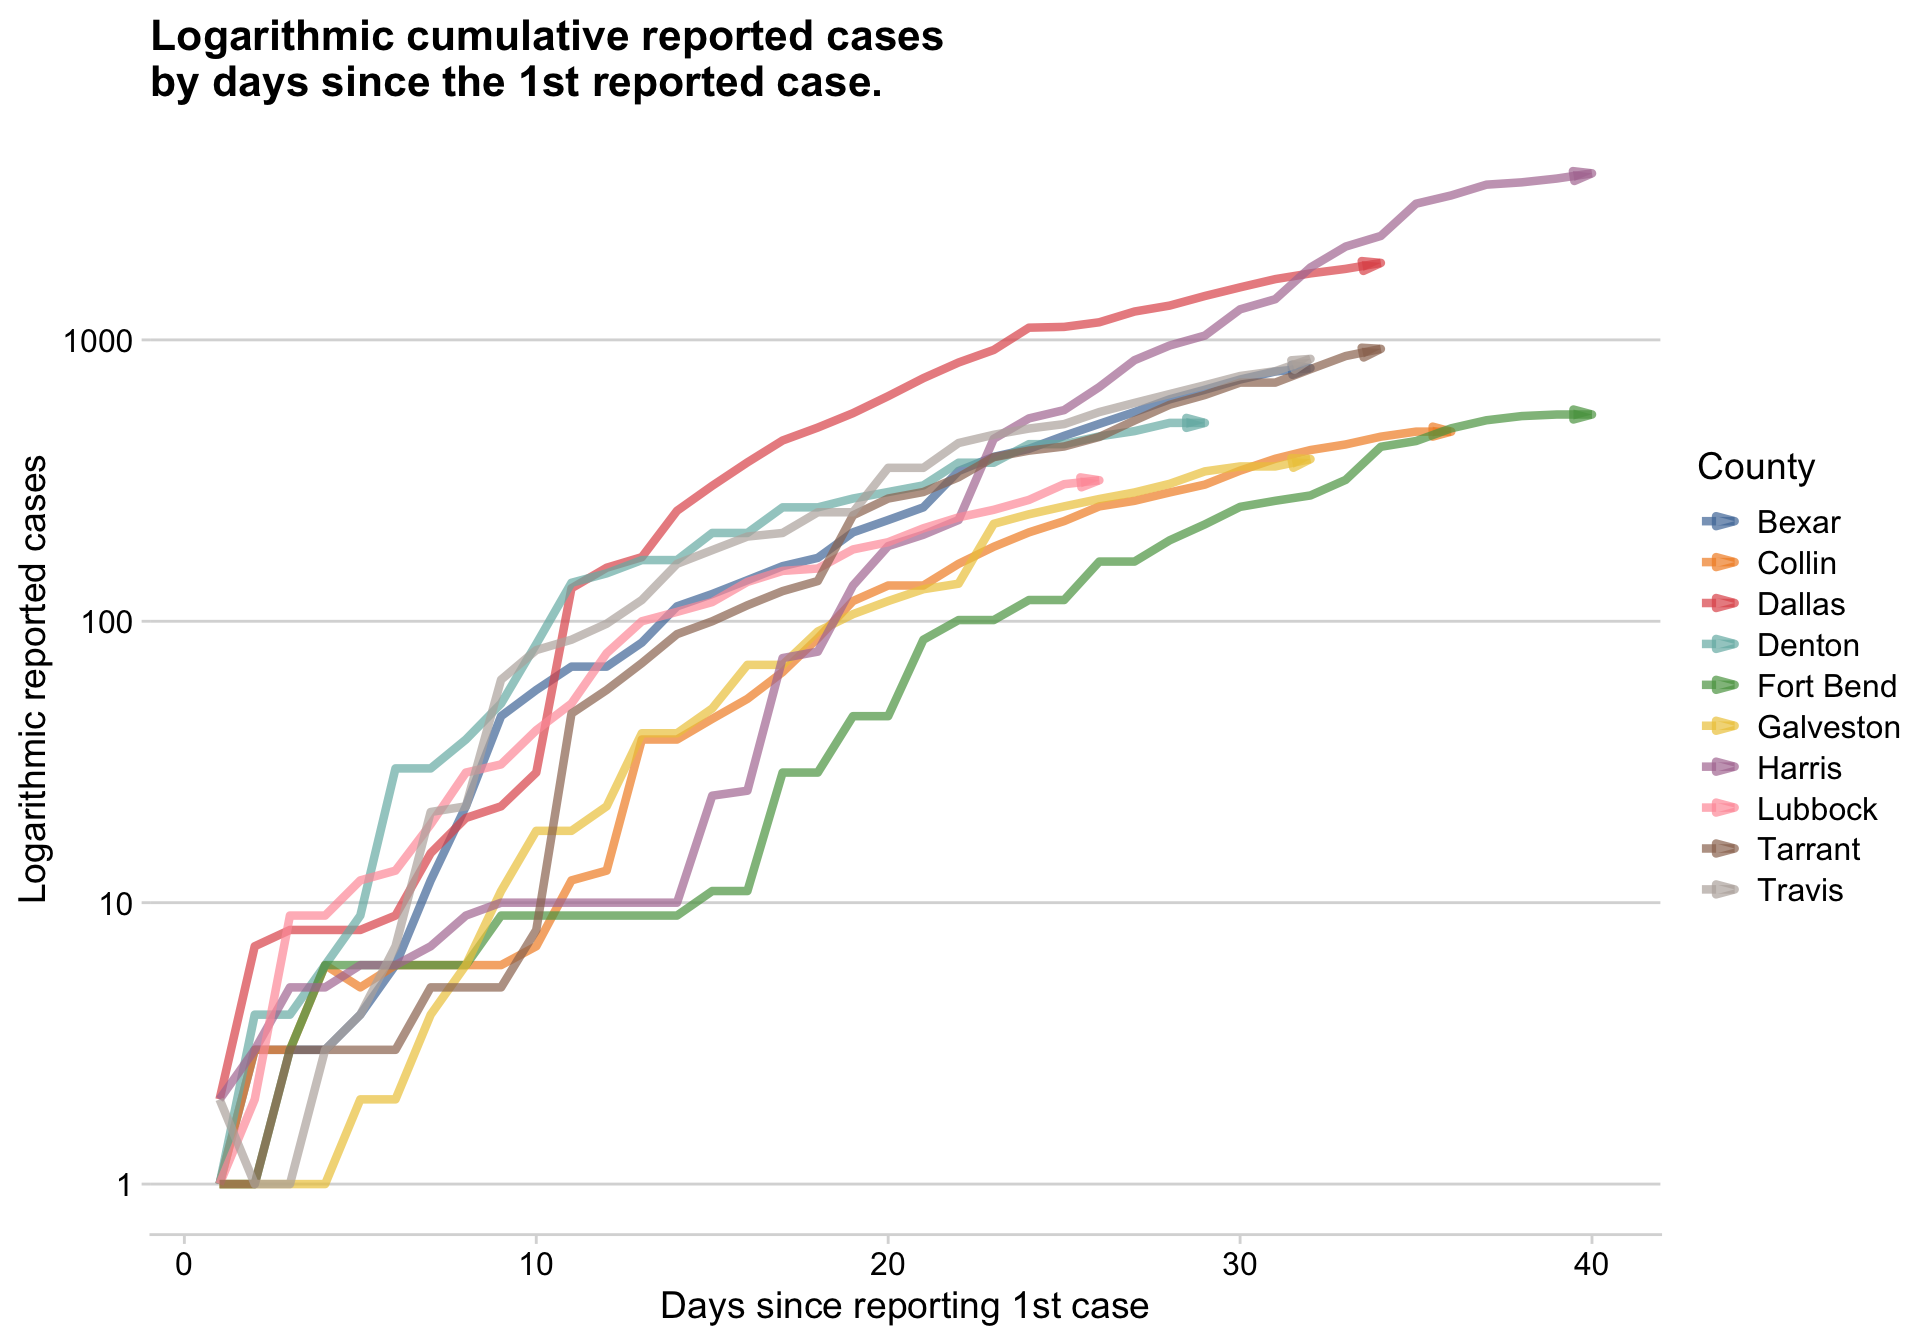 Logarithmic cumulative reported cases
by days since the 1st reported case.
Logarithmic reported cases
1000
100
10
1
0
10
20
30
40
Days since reporting 1st case
County
Bexar
Collin
Dallas
Denton
Fort Bend
Galveston
Harris
Lubbock
Tarrant
Travis